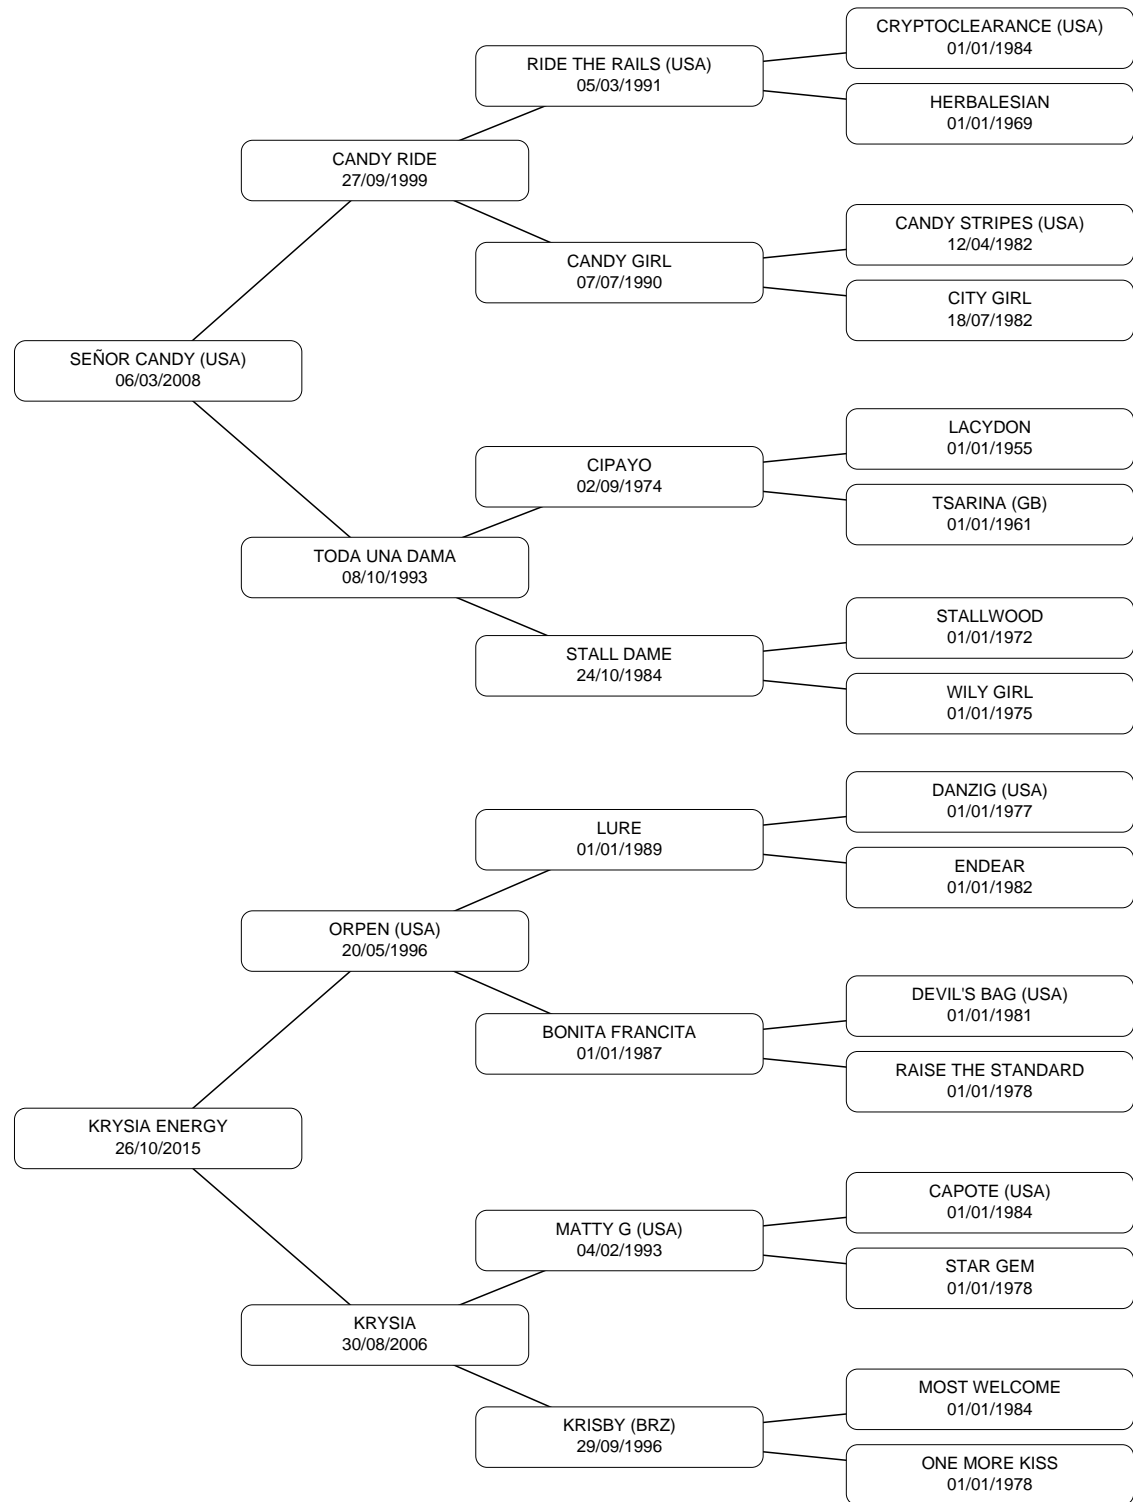 CRYPTOCLEARANCE (USA)
01/01/1984
RIDE THE RAILS (USA)
05/03/1991
HERBALESIAN
01/01/1969
CANDY RIDE
27/09/1999
CANDY STRIPES (USA)
12/04/1982
CANDY GIRL
07/07/1990
CITY GIRL
18/07/1982
SEÑOR CANDY (USA)
06/03/2008
LACYDON
01/01/1955
CIPAYO
02/09/1974
TSARINA (GB)
01/01/1961
TODA UNA DAMA
08/10/1993
STALLWOOD
01/01/1972
STALL DAME
24/10/1984
WILY GIRL
01/01/1975
DANZIG (USA)
01/01/1977
LURE
01/01/1989
ENDEAR
01/01/1982
ORPEN (USA)
20/05/1996
DEVIL'S BAG (USA)
01/01/1981
BONITA FRANCITA
01/01/1987
RAISE THE STANDARD
01/01/1978
KRYSIA ENERGY
26/10/2015
CAPOTE (USA)
01/01/1984
MATTY G (USA)
04/02/1993
STAR GEM
01/01/1978
KRYSIA
30/08/2006
MOST WELCOME
01/01/1984
KRISBY (BRZ)
29/09/1996
ONE MORE KISS
01/01/1978